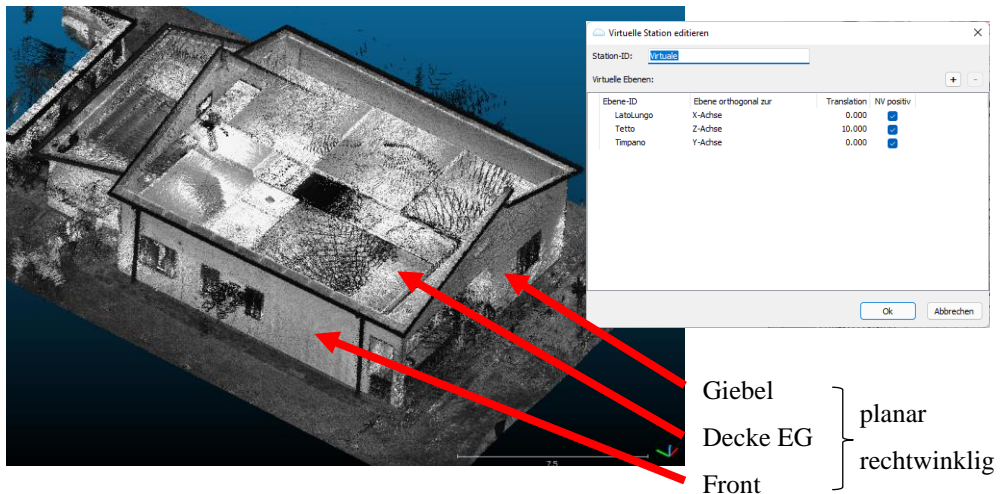 Virtuelle Station editieren
Station-ID: Virtuale
Virtuelle Ebenen:
+ -
Ebene-ID Ebene orthogonal zur Translation NV positiv
LatoLungo X-Achse 0.000
Tetto Z-Achse 10.000
Timpano Y-Achse 0.000
Ok Abbrechen
Giebel
planar
Decke EG
rechtwinklig
Front
7.5